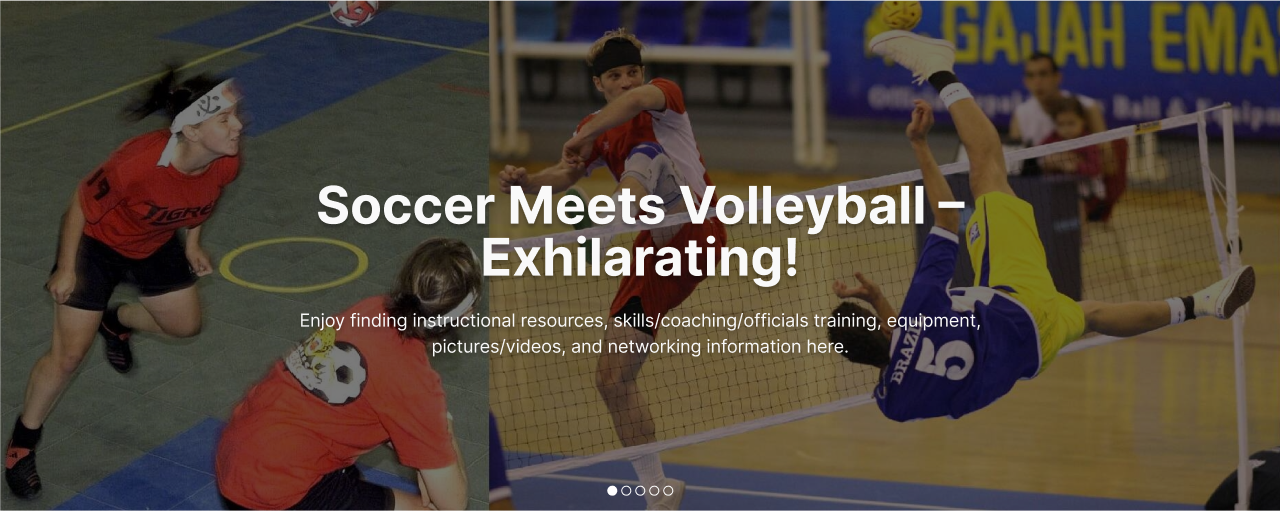 GAJAH EMA
19
TIGRE
Soccer Meets Volleyball –
Exhilarating!
Enjoy finding instructional resources, skills/coaching/officials training, equipment,
pictures/videos, and networking information here.
BRAZIL
5